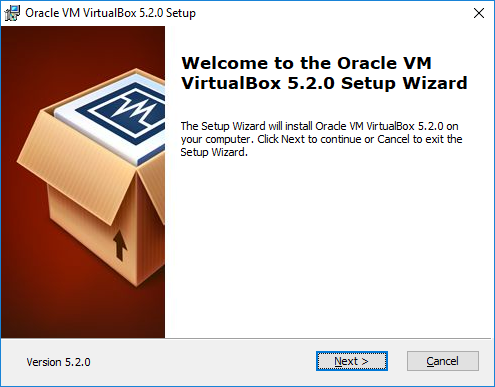 Oracle VM VirtualBox 5.2.0 Setup
Welcome to the Oracle VM
VirtualBox 5.2.0 Setup Wizard
The Setup Wizard will install Oracle VM VirtualBox 5.2.0 on
your computer. Click Next to continue or Cancel to exit the
Setup Wizard.
Version 5.2.0
Next >
Cancel